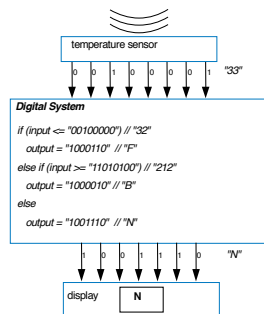 temperature sensor
0 0 1 0 0 0 0 1 "33"
Digital System
if (input <= "00100000") // "32"
output = "1000110" // "F"
else if (input >= "11010100") // "212"
output = "1000010" // "B"
else
output = "1001110" // "N"
1 0 0 1 1 1 0 "N"
display N